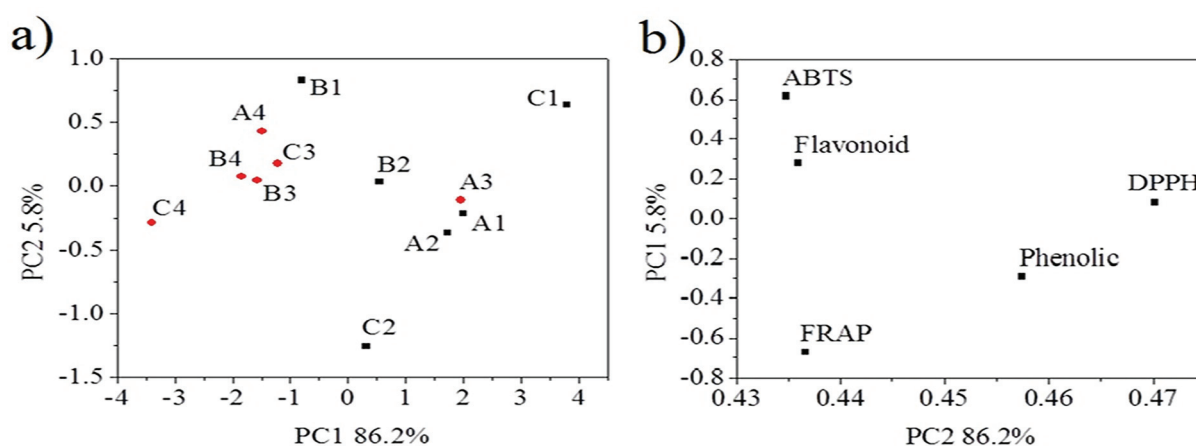 a)
1.0
0.5
0.0
-0.5
-1.0
-1.5
PC2 5.8%
B1
C1
A4
C3
B4
B3
B2
A3
C4
A1
A2
C2
-4 -3 -2 -1 0 1 2 3 4
PC1 86.2%
b)
0.8
0.6
0.4
0.2
0.0
-0.2
-0.4
-0.6
-0.8
PC1 5.8%
ABTS
Flavonoid
DPPH
Phenolic
FRAP
0.43 0.44 0.45 0.46 0.47
PC2 86.2%